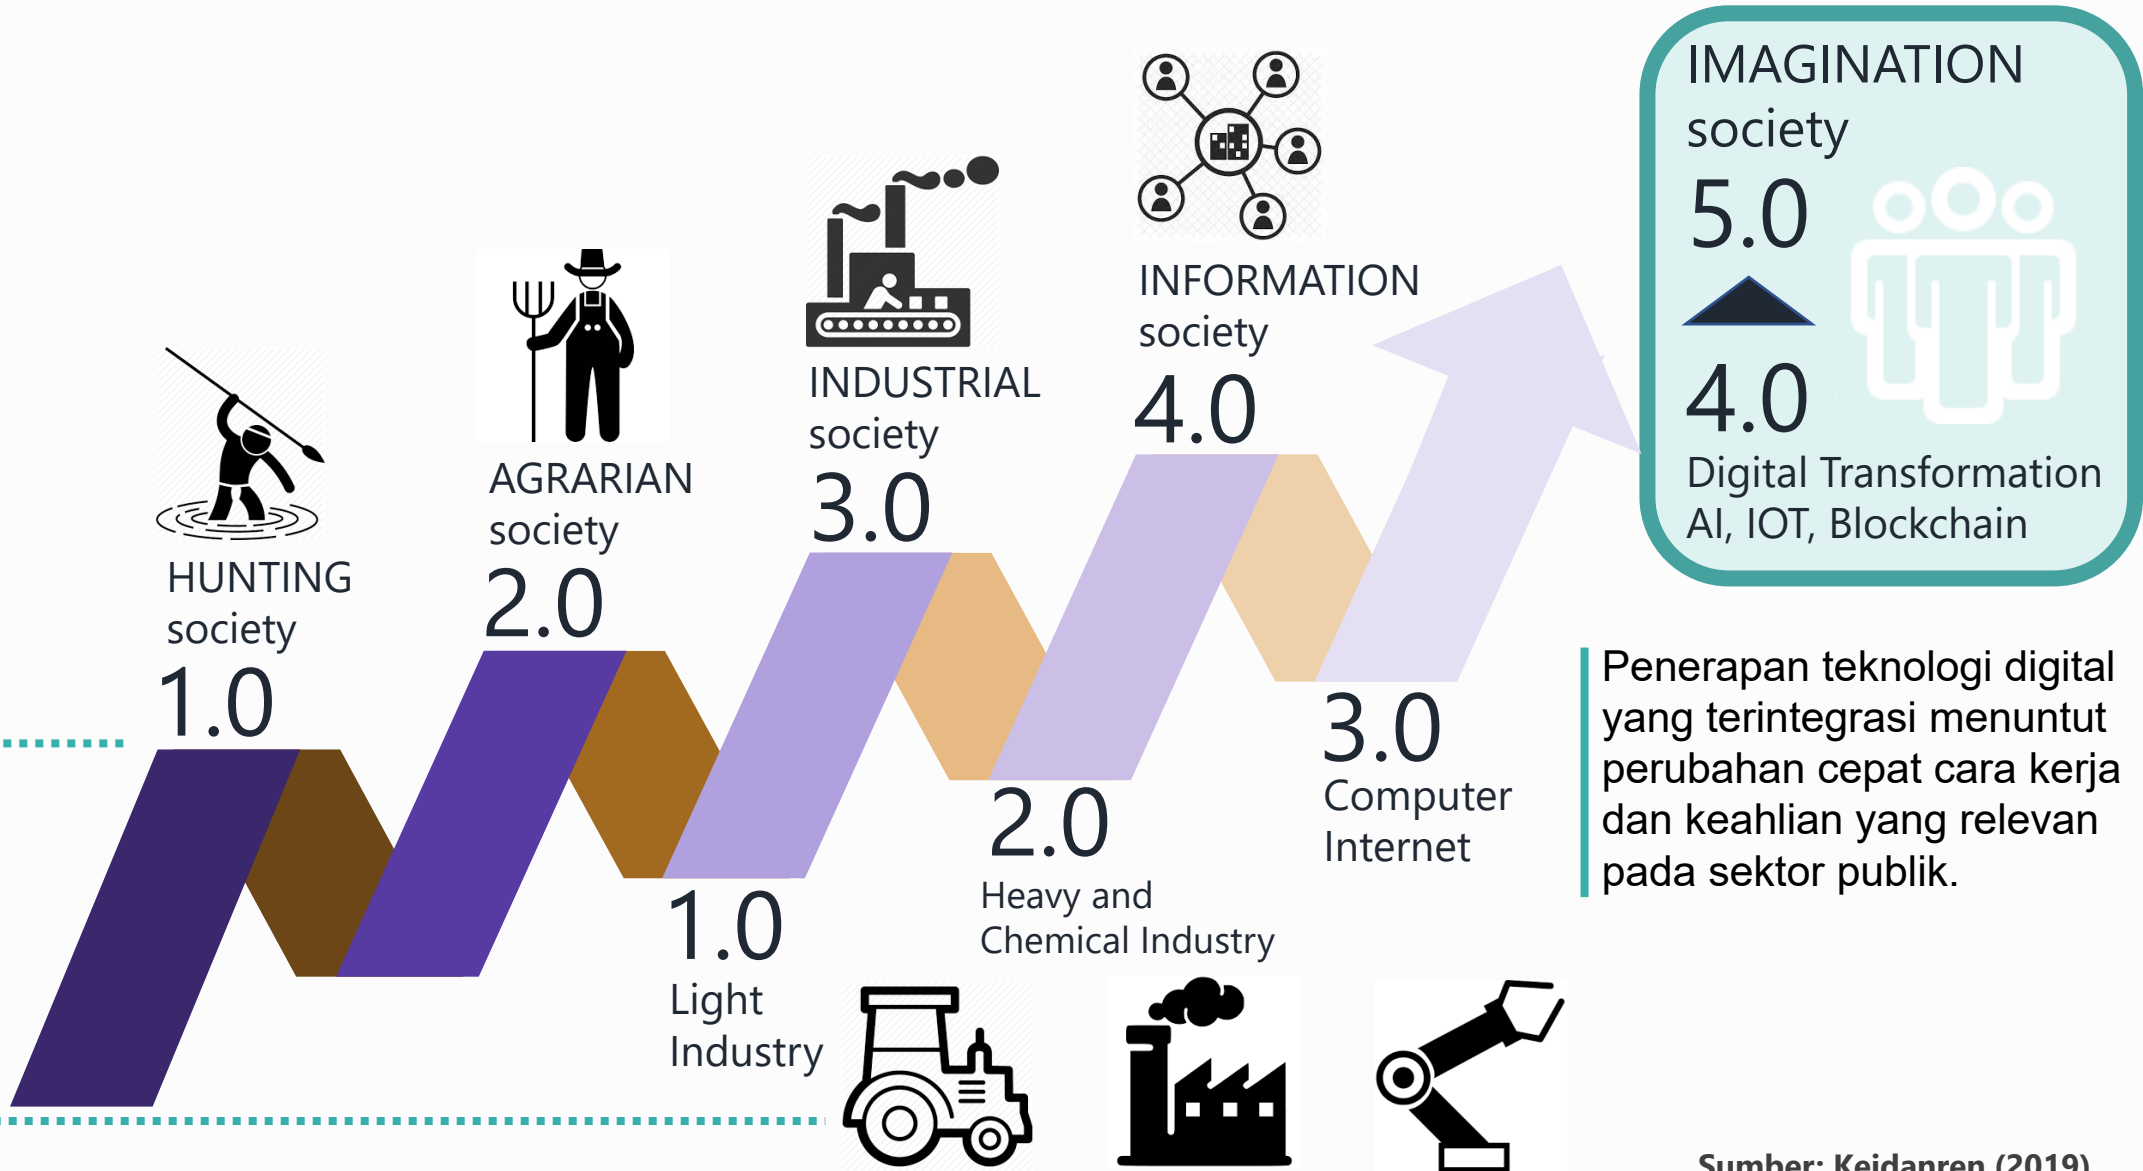 HUNTING
society
1.0
AGRARIAN
society
2.0
INDUSTRIAL
society
3.0
INFORMATION
society
4.0
IMAGINATION
society
5.0
4.0
Digital Transformation
AI, IOT, Blockchain
1.0
Light
Industry
2.0
Heavy and
Chemical Industry
3.0
Computer
Internet
Penerapan teknologi digital
yang terintegrasi menuntut
perubahan cepat cara kerja
dan keahlian yang relevan
pada sektor publik.
Sumber: Keidanren (2019)